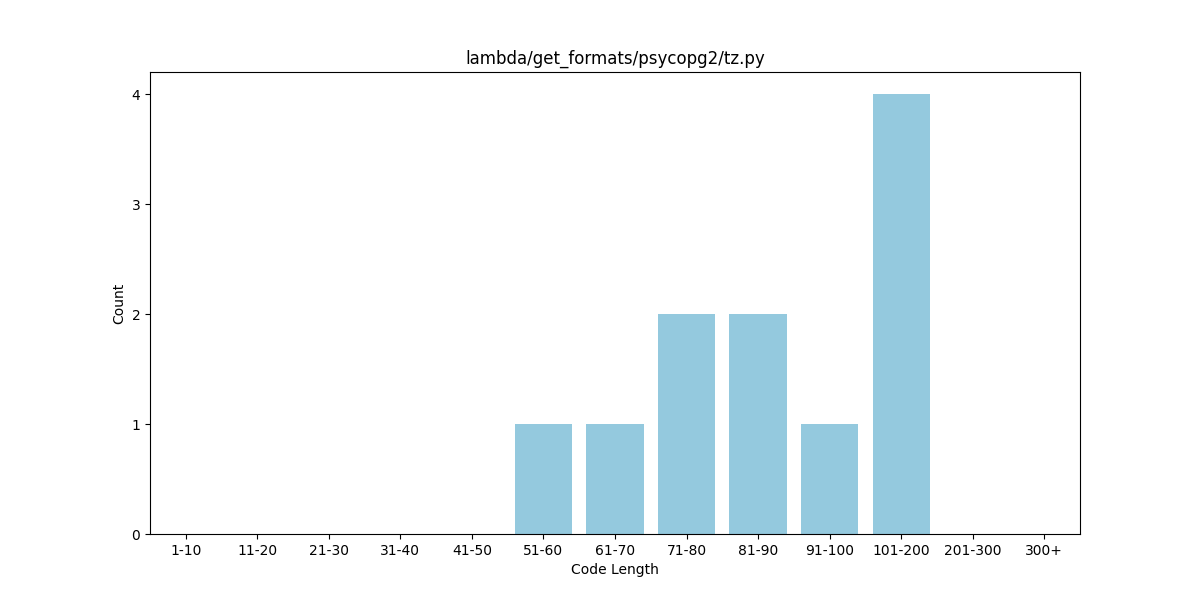 lambda/get_formats/psycopg2/tz.py
4
3
2
1
0
Count
1-10 11-20 21-30 31-40 41-50 51-60 61-70 71-80 81-90 91-100 101-200 201-300 300+
Code Length